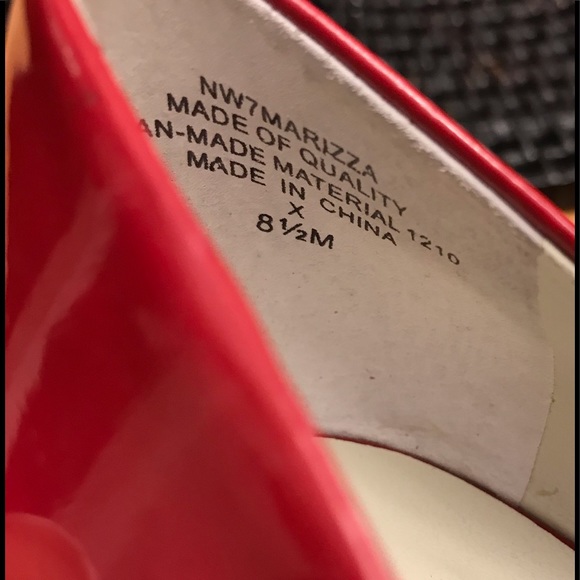 NW7MARIZZA
MADE OF QUALITY
AN-MADE MATERIAL 1210
MADE IN CHINA
X
8½M